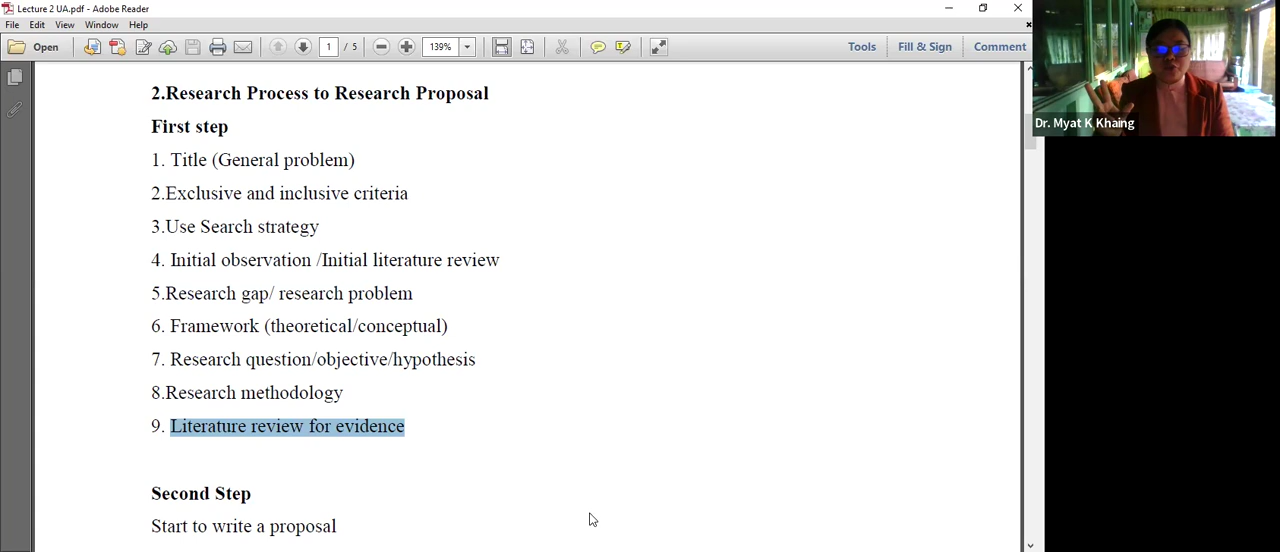 Lecture 2 UA.pdf - Adobe Reader
File Edit View Window Help
Open 1 / 5 139% Tools Fill & Sign Comment
Dr. Myat K Khaing
2.Research Process to Research Proposal
First step
1. Title (General problem)
2.Exclusive and inclusive criteria
3.Use Search strategy
4. Initial observation /Initial literature review
5.Research gap/ research problem
6. Framework (theoretical/conceptual)
7. Research question/objective/hypothesis
8.Research methodology
9. Literature review for evidence
Second Step
Start to write a proposal